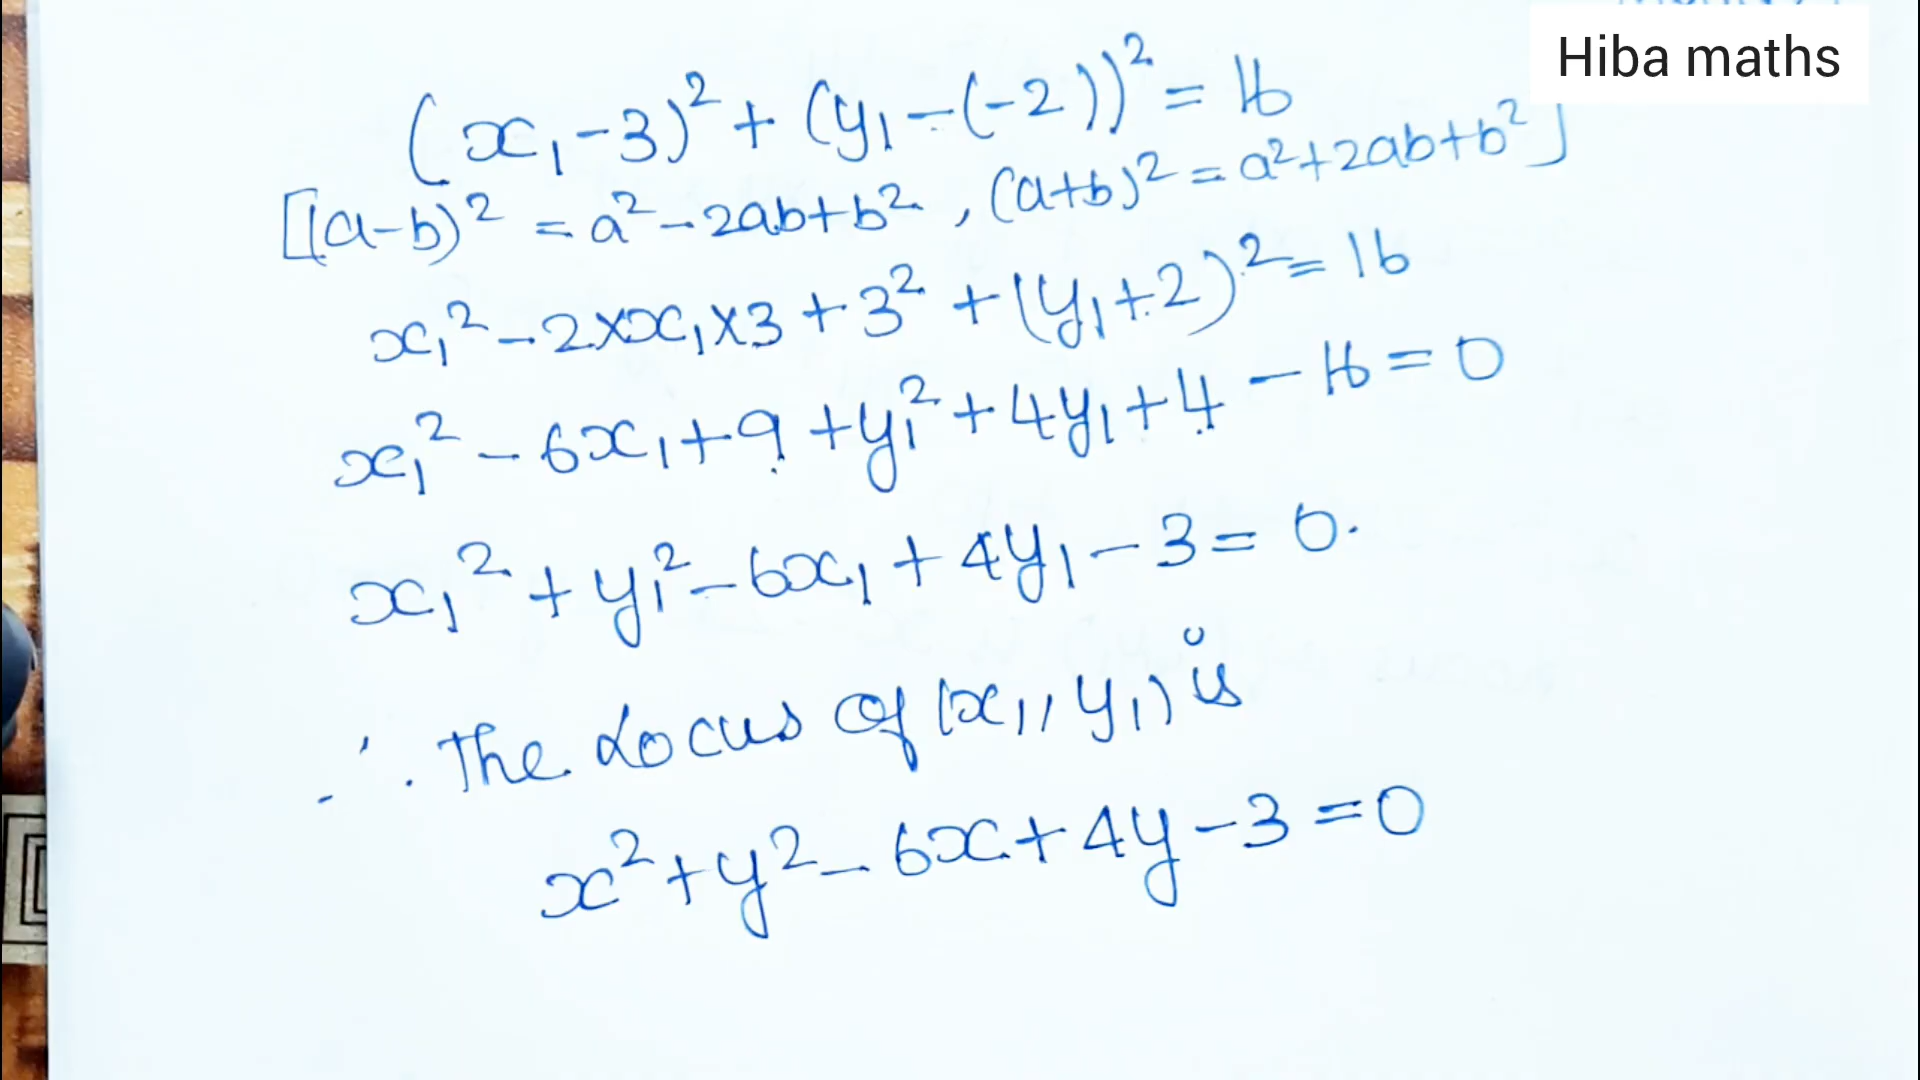 Hiba maths
(x₁-3)²+(y₁-(-2))²=16
[(a-b)²=a²-2ab+b², (a+b)²=a²+2ab+b²]
x₁²-2×x₁×3+3²+(y₁+2)²=16
x₁²-6x₁+9+y₁²+4y₁+4-16=0
x₁²+y₁²-6x₁+4y₁-3=0.
∴ The Locus of (x₁, y₁) is
x²+y²-6x+4y-3=0